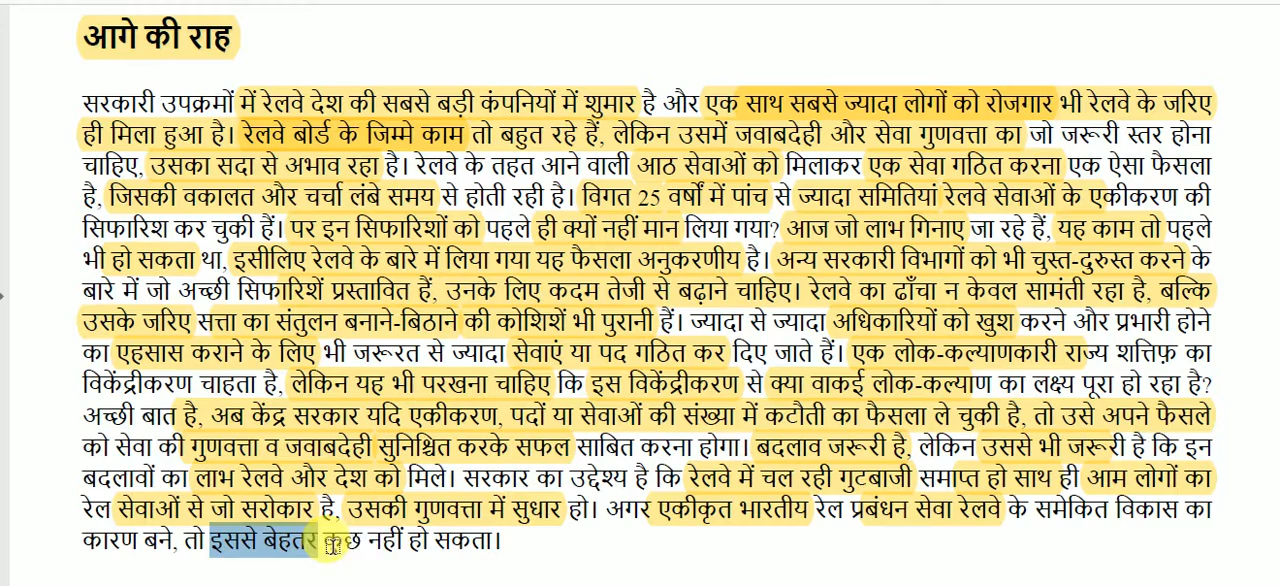 आगे की राह
सरकारी उपक्रमों में रेलवे देश की सबसे बड़ी कंपनियों में शुमार है और एक साथ सबसे ज्यादा लोगों को रोजगार भी रेलवे के जरिए
ही मिला हुआ है। रेलवे बोर्ड के जिम्मे काम तो बहुत रहे हैं, लेकिन उसमें जवाबदेही और सेवा गुणवत्ता का जो जरूरी स्तर होना
चाहिए, उसका सदा से अभाव रहा है। रेलवे के तहत आने वाली आठ सेवाओं को मिलाकर एक सेवा गठित करना एक ऐसा फैसला
है, जिसकी वकालत और चर्चा लंबे समय से होती रही है। विगत 25 वर्षों में पांच से ज्यादा समितियां रेलवे सेवाओं के एकीकरण की
सिफारिश कर चुकी हैं। पर इन सिफारिशों को पहले ही क्यों नहीं मान लिया गया? आज जो लाभ गिनाए जा रहे हैं, यह काम तो पहले
भी हो सकता था, इसीलिए रेलवे के बारे में लिया गया यह फैसला अनुकरणीय है। अन्य सरकारी विभागों को भी चुस्त-दुरुस्त करने के
बारे में जो अच्छी सिफारिशें प्रस्तावित हैं, उनके लिए कदम तेजी से बढ़ाने चाहिए। रेलवे का ढाँचा न केवल सामंती रहा है, बल्कि
उसके जरिए सत्ता का संतुलन बनाने-बिठाने की कोशिशें भी पुरानी हैं। ज्यादा से ज्यादा अधिकारियों को खुश करने और प्रभारी होने
का एहसास कराने के लिए भी जरूरत से ज्यादा सेवाएं या पद गठित कर दिए जाते हैं। एक लोक-कल्याणकारी राज्य शत्तिफ़ का
विकेंद्रीकरण चाहता है, लेकिन यह भी परखना चाहिए कि इस विकेंद्रीकरण से क्या वाकई लोक-कल्याण का लक्ष्य पूरा हो रहा है?
अच्छी बात है, अब केंद्र सरकार यदि एकीकरण, पदों या सेवाओं की संख्या में कटौती का फैसला ले चुकी है, तो उसे अपने फैसले
को सेवा की गुणवत्ता व जवाबदेही सुनिश्चित करके सफल साबित करना होगा। बदलाव जरूरी है, लेकिन उससे भी जरूरी है कि इन
बदलावों का लाभ रेलवे और देश को मिले। सरकार का उद्देश्य है कि रेलवे में चल रही गुटबाजी समाप्त हो साथ ही आम लोगों का
रेल सेवाओं से जो सरोकार है, उसकी गुणवत्ता में सुधार हो। अगर एकीकृत भारतीय रेल प्रबंधन सेवा रेलवे के समेकित विकास का
कारण बने, तो इससे बेहतर कुछ नहीं हो सकता।